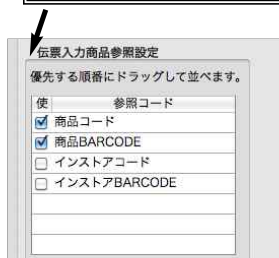 伝票入力商品参照設定
優先する順番にドラッグして並べます。
使 参照コード
商品コード
商品BARCODE
インストアコード
インストアBARCODE